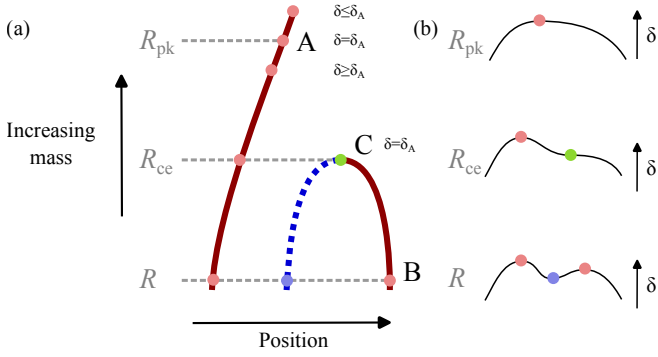 (a)
R_pk
A
δ≤δ_A
δ=δ_A
δ≥δ_A
Increasing
mass
R_ce
C
δ=δ_A
R
B
Position
(b)
R_pk
δ
R_ce
δ
R
δ